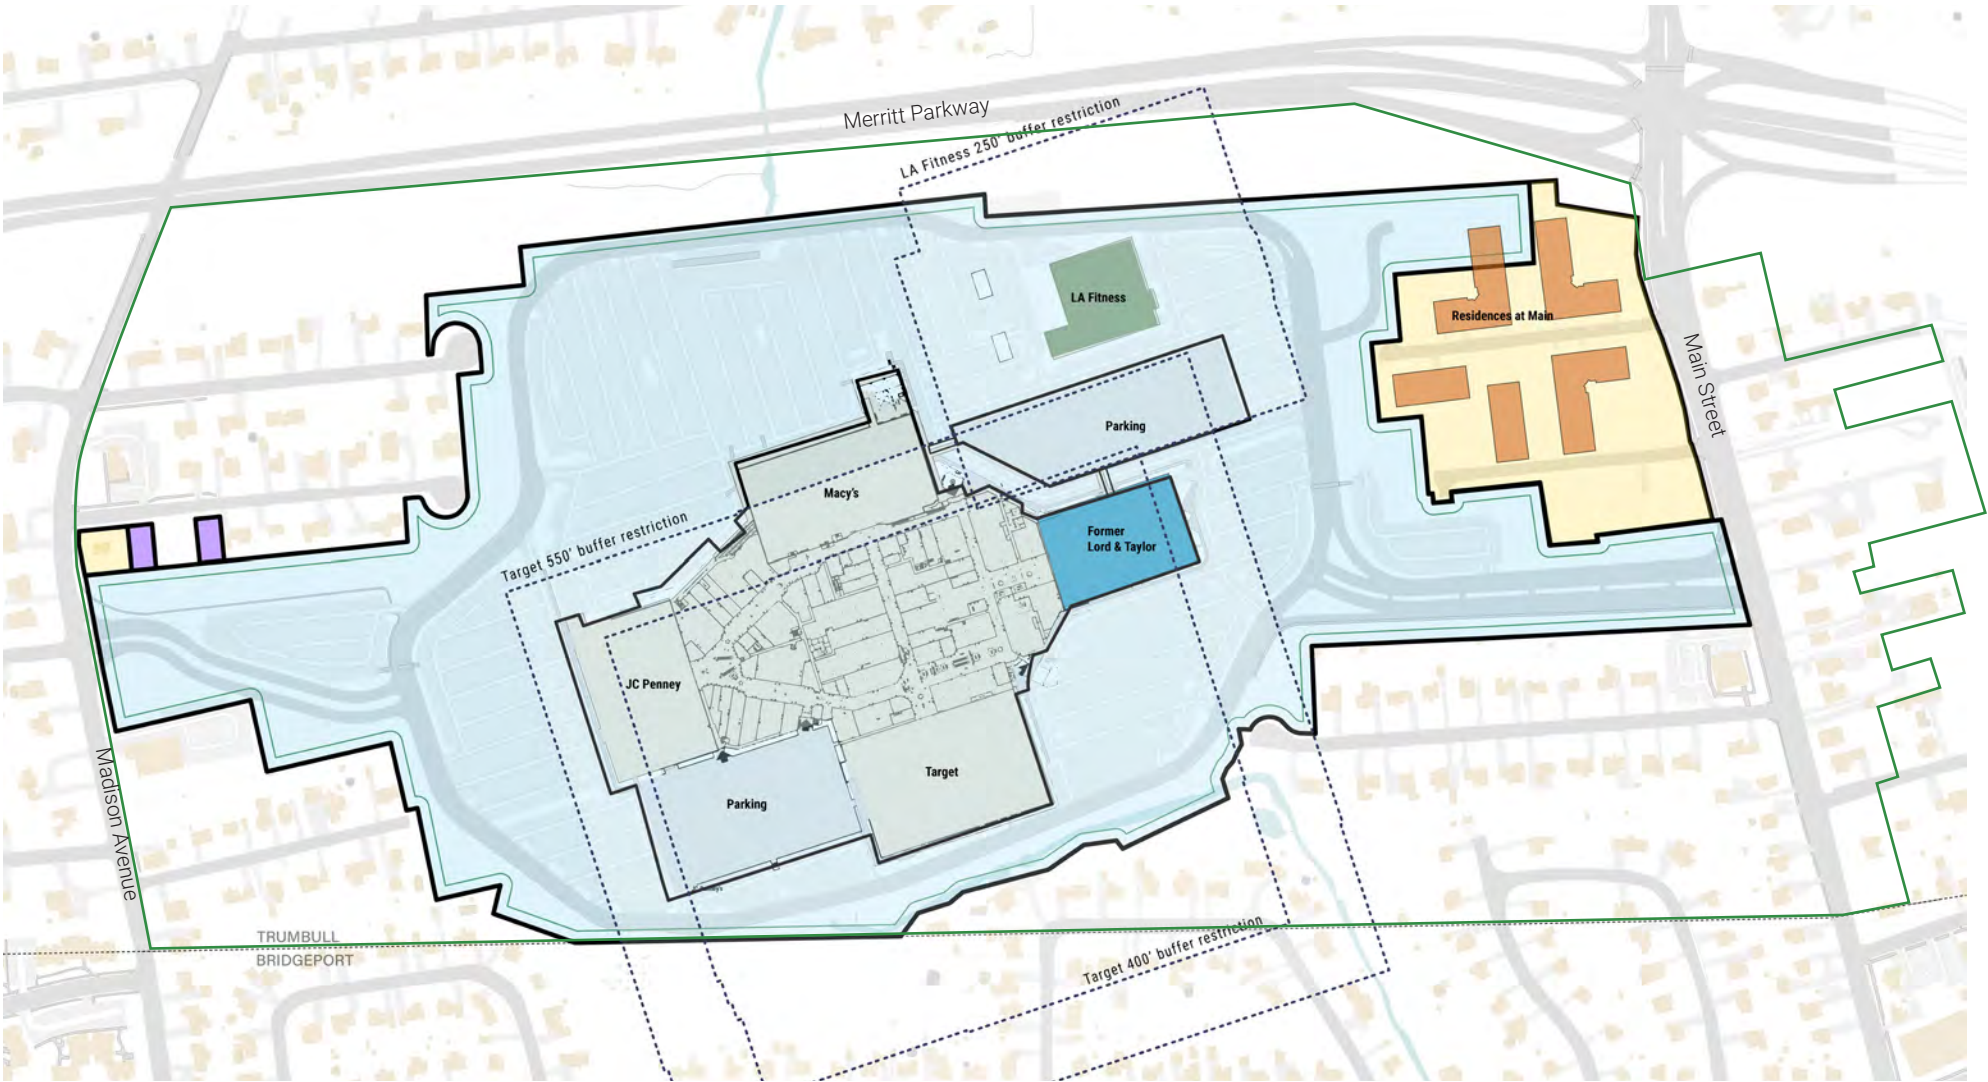 Merritt Parkway
LA Fitness 250' buffer restriction
LA Fitness
Residences at Main
Main Street
Parking
Macy's
Former
Lord & Taylor
Target 550' buffer restriction
JC Penney
Target
Parking
Madison Avenue
TRUMBULL
BRIDGEPORT
Target 400' buffer restriction